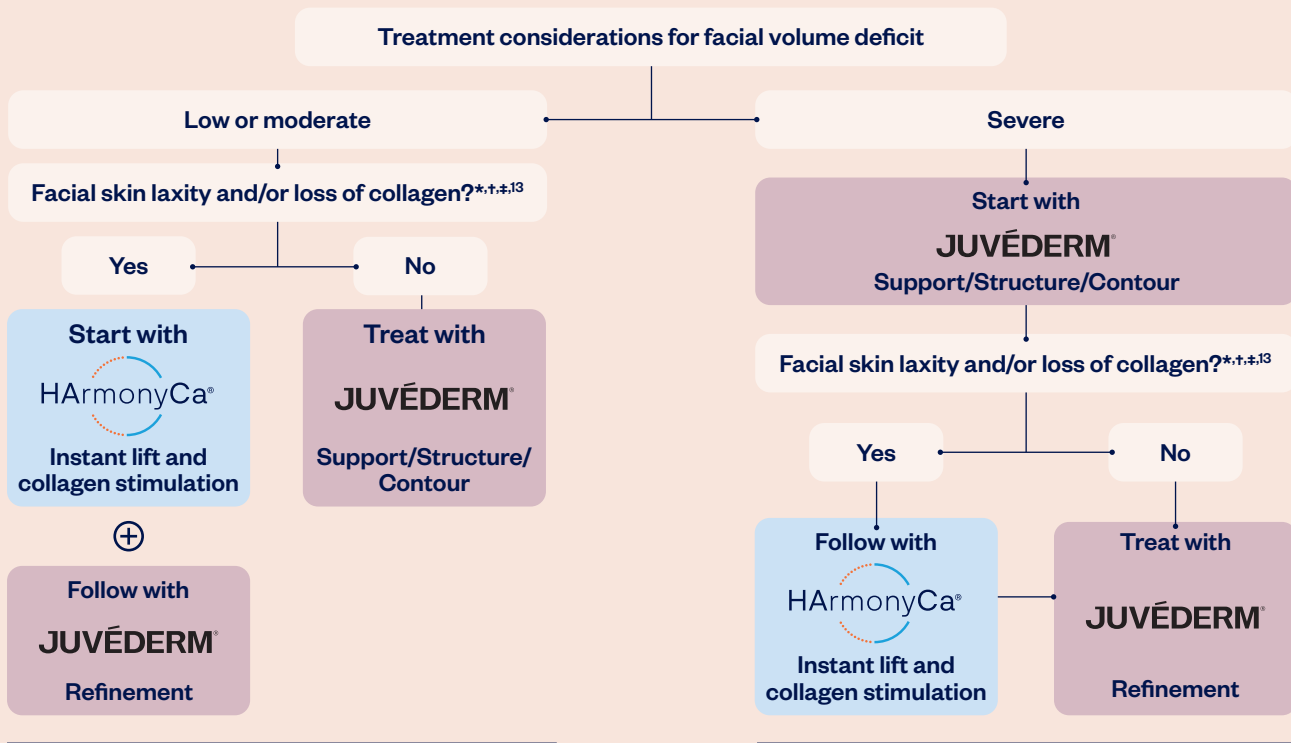 Treatment considerations for facial volume deficit
Low or moderate
Facial skin laxity and/or loss of collagen?*,†,‡,13
Yes
No
Start with
HArmonyCa®
Instant lift and
collagen stimulation
Follow with
JUVÉDERM®
Refinement
Treat with
JUVÉDERM®
Support/Structure/
Contour
Severe
Start with
JUVÉDERM®
Support/Structure/Contour
Facial skin laxity and/or loss of collagen?*,†,‡,13
Yes
No
Follow with
HArmonyCa®
Instant lift and
collagen stimulation
Treat with
JUVÉDERM®
Refinement